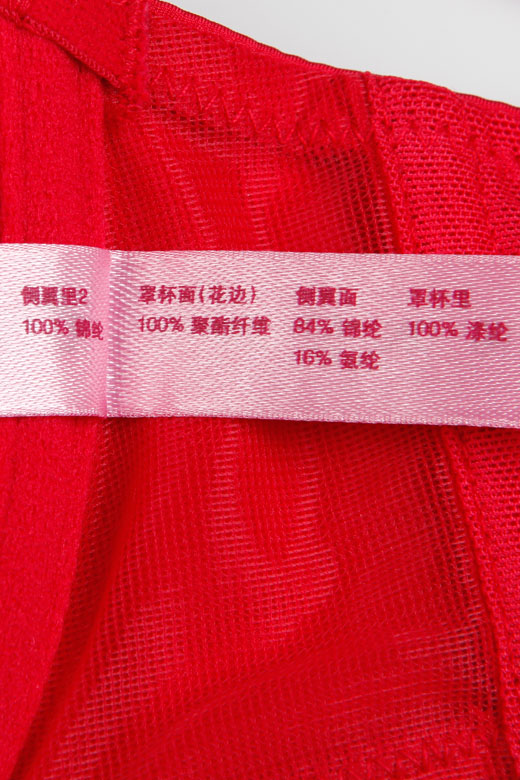 侧翼里2
100% 锦纶
罩杯面(花边)
100% 聚酯纤维
侧翼面
84% 锦纶
16% 氨纶
罩杯里
100% 涤纶